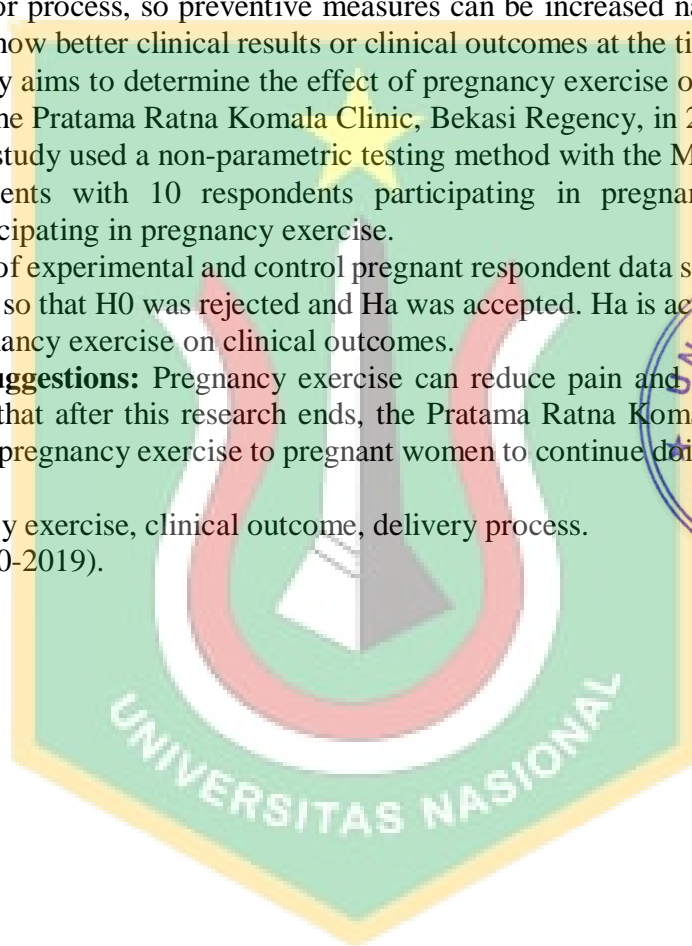 or process, so preventive measures can be increased na
now better clinical results or clinical outcomes at the ti
y aims to determine the effect of pregnancy exercise o
he Pratama Ratna Komala Clinic, Bekasi Regency, in 2
study used a non-parametric testing method with the M
ents with 10 respondents participating in pregnan
cipating in pregnancy exercise.
of experimental and control pregnant respondent data s
so that H0 was rejected and Ha was accepted. Ha is ac
nancy exercise on clinical outcomes.
uggestions: Pregnancy exercise can reduce pain and
that after this research ends, the Pratama Ratna Koma
pregnancy exercise to pregnant women to continue doi
y exercise, clinical outcome, delivery process.
0-2019).
UNIVERSITAS NASIONAL
★ UN